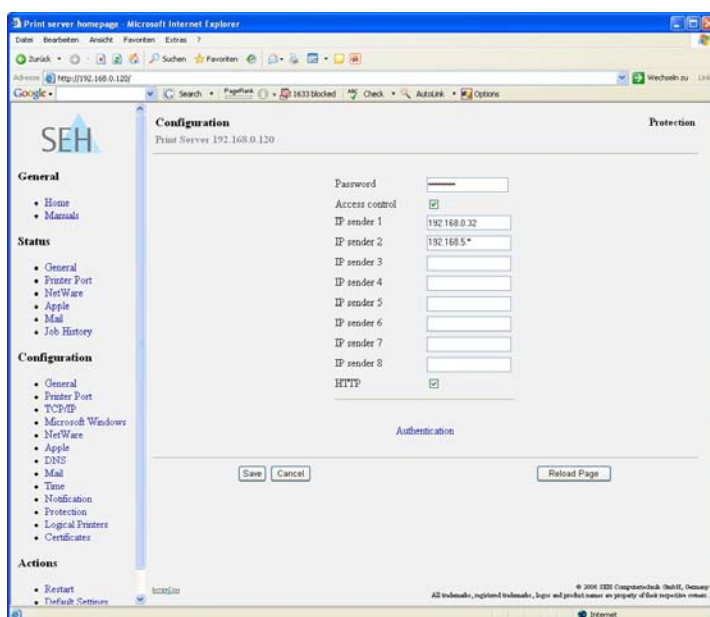 Print server homepage - Microsoft Internet Explorer
Datei Bearbeiten Ansicht Favoriten Extras ?
Zurück Suchen Favoriten
Adresse http://192.168.0.120/ Wechseln zu
Google Search PageRank 1633 blocked Check AutoLink Options
SEH
Configuration
Protection
Print Server 192.168.0.120
General
Home
Manuals
Status
General
Printer Port
NetWare
Apple
Mail
Job History
Configuration
General
Printer Port
TCP/IP
Microsoft Windows
NetWare
Apple
DNS
Mail
Time
Notification
Protection
Logical Printers
Certificates
Actions
Restart
Default Settings
Password
Access control
IP sender 1 192.168.0.32
IP sender 2 192.168.5.*
IP sender 3
IP sender 4
IP sender 5
IP sender 6
IP sender 7
IP sender 8
HTTP
Authentication
Save Cancel Reload Page
© 2006 SEH Computertechnik GmbH, Germany
All trademarks, registered trademarks, logos and product names are property of their respective owners.
Internet